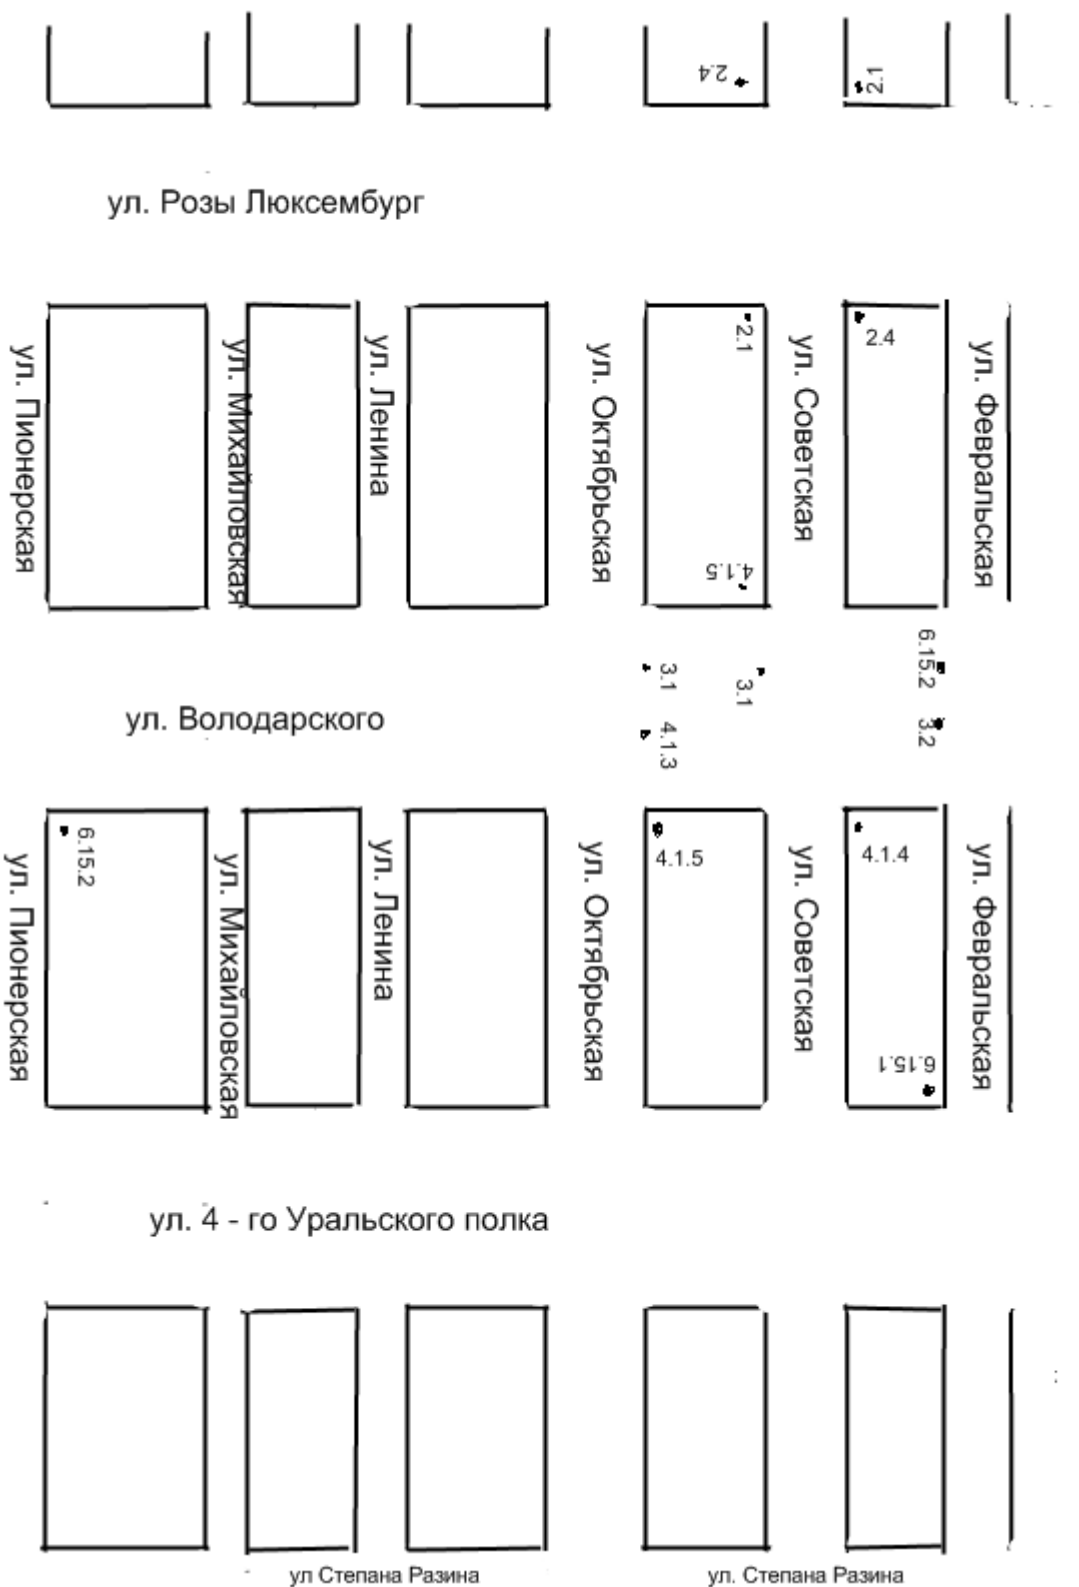 2.4
2.1
ул. Розы Люксембург
ул. Пионерская
ул. Михайловская
ул. Ленина
ул. Октябрьская
2.1
ул. Советская
2.4
ул. Февральская
4.1.5
3.1
3.1
6.15.2
ул. Володарского
4.1.3
3.2
ул. Пионерская
6.15.2
ул. Михайловская
ул. Ленина
ул. Октябрьская
4.1.5
ул. Советская
4.1.4
ул. Февральская
6.15.1
ул. 4 - го Уральского полка
ул Степана Разина
ул. Степана Разина